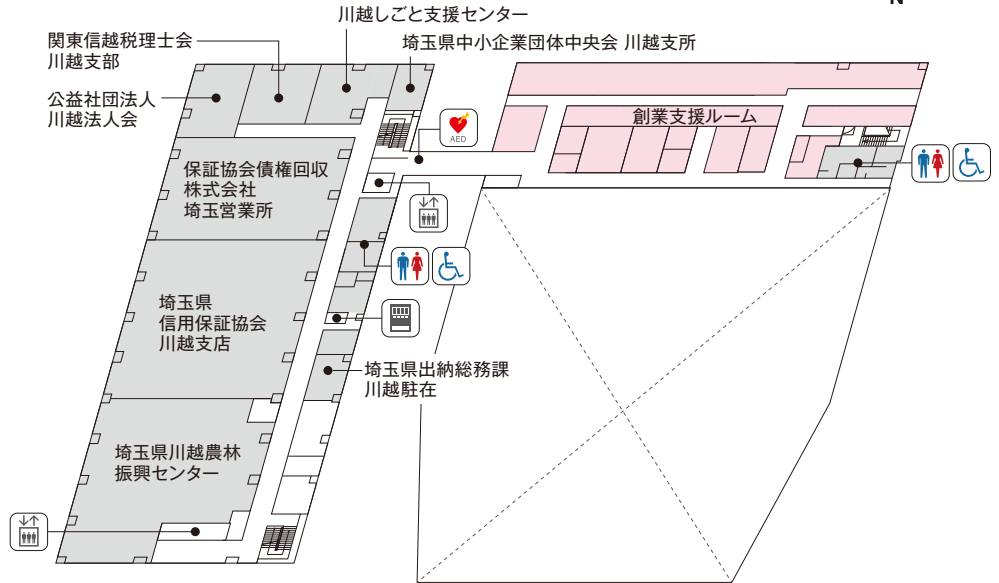 N
川越しごと支援センター
関東信越税理士会
川越支部
埼玉県中小企業団体中央会 川越支所
公益社団法人
川越法人会
創業支援ルーム
AED
保証協会債権回収
株式会社
埼玉営業所
埼玉県
信用保証協会
川越支店
埼玉県出納総務課
川越駐在
埼玉県川越農林
振興センター